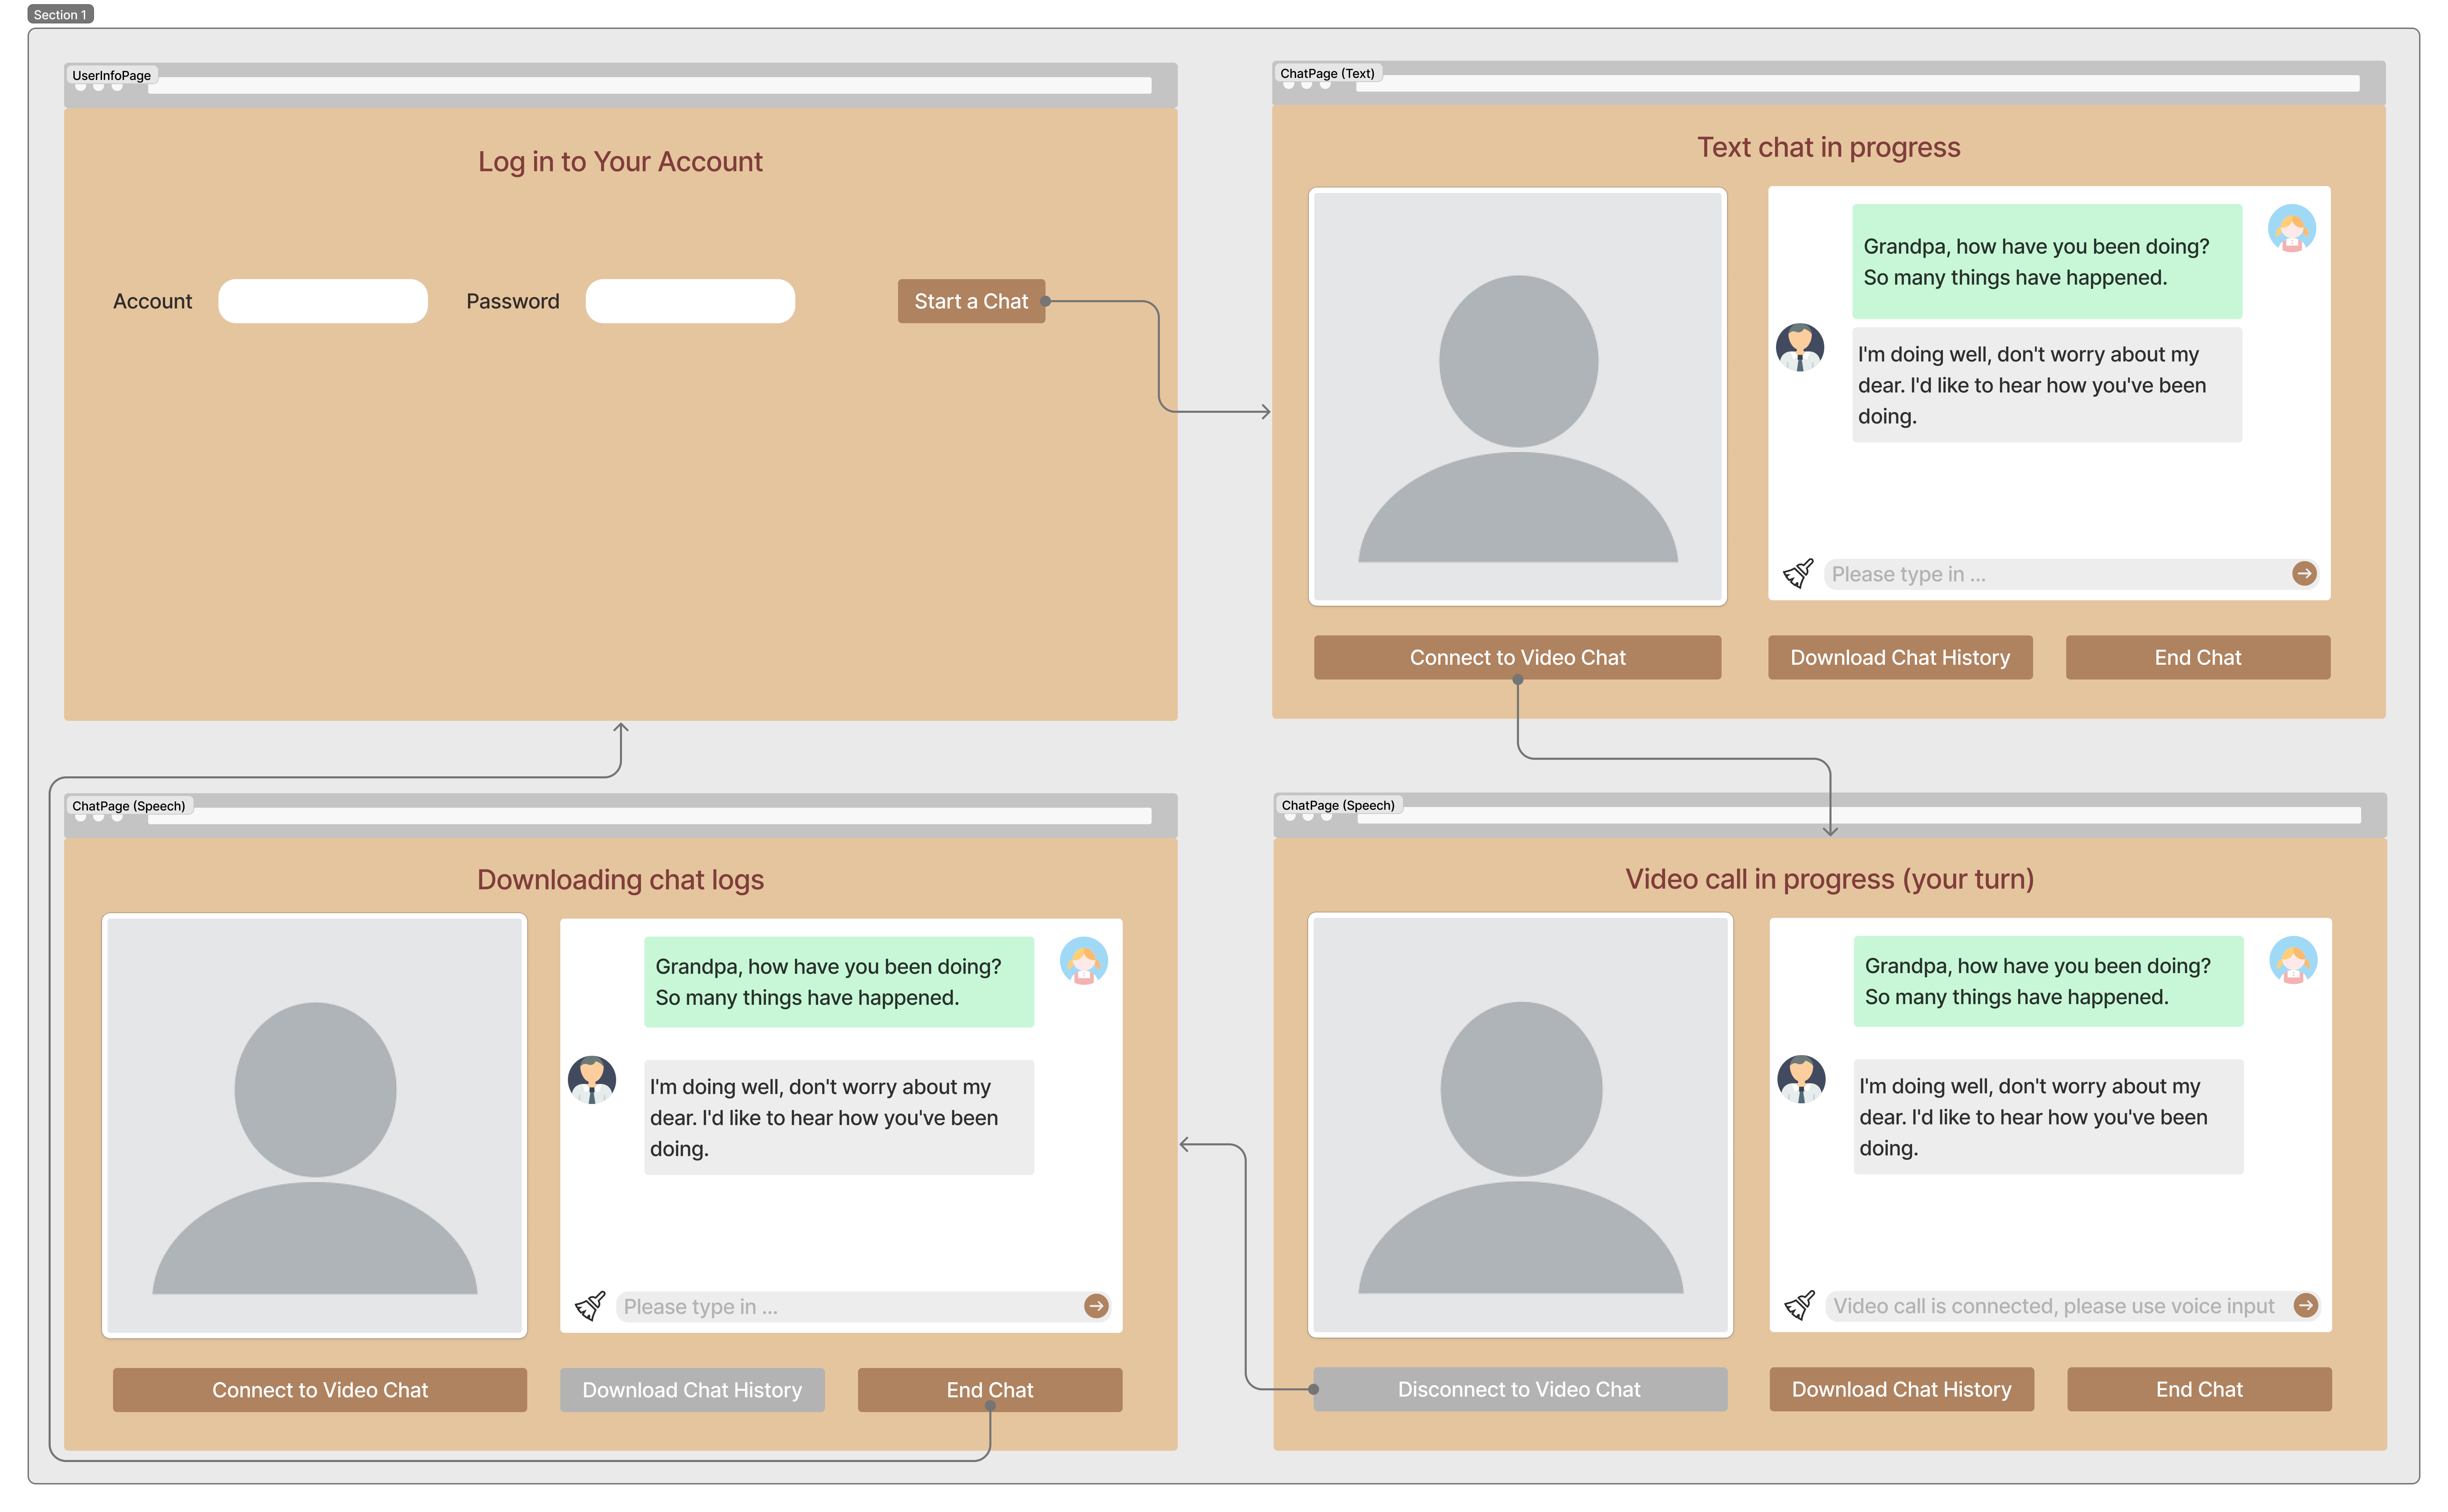 Section 1
UserInfoPage
Log in to Your Account
Account
Password
Start a Chat
ChatPage (Text)
Text chat in progress
Grandpa, how have you been doing?
So many things have happened.
I'm doing well, don't worry about my
dear. I'd like to hear how you've been
doing.
Please type in ...
Connect to Video Chat
Download Chat History
End Chat
ChatPage (Speech)
Downloading chat logs
Grandpa, how have you been doing?
So many things have happened.
I'm doing well, don't worry about my
dear. I'd like to hear how you've been
doing.
Please type in ...
Connect to Video Chat
Download Chat History
End Chat
ChatPage (Speech)
Video call in progress (your turn)
Grandpa, how have you been doing?
So many things have happened.
I'm doing well, don't worry about my
dear. I'd like to hear how you've been
doing.
Video call is connected, please use voice input
Disconnect to Video Chat
Download Chat History
End Chat